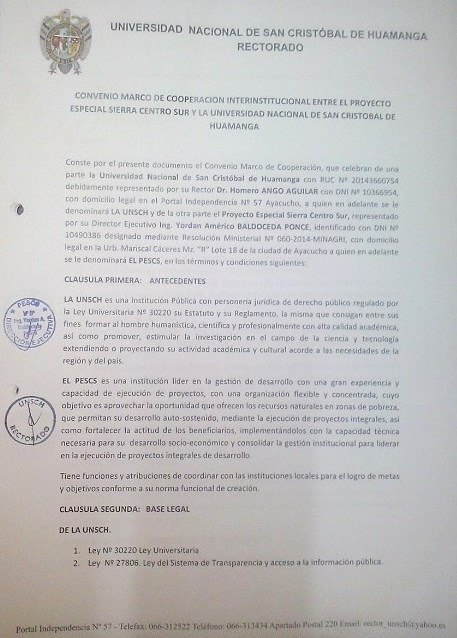 UNIVERSIDAD NACIONAL DE SAN CRISTÓBAL DE HUAMANGA
RECTORADO
CONVENIO MARCO DE COOPERACION INTERINSTITUCIONAL ENTRE EL PROYECTO
ESPECIAL SIERRA CENTRO SUR Y LA UNIVERSIDAD NACIONAL DE SAN CRISTOBAL DE
HUAMANGA
Conste por el presente documento el Convenio Marco de Cooperación, que celebran de una
parte la Universidad Nacional de San Cristóbal de Huamanga con RUC Nº 20143660754
debidamente representado por su Rector Dr. Homero ANGO AGUILAR con DNI Nº 10366954,
con domicilio legal en el Portal Independencia Nº 57 Ayacucho, a quien en adelante se le
denominará LA UNSCH y de la otra parte el Proyecto Especial Sierra Centro Sur, representado
por su Director Ejecutivo Ing. Yordan Américo BALDOCEDA PONCE, identificado con DNI Nº
10490386 designado mediante Resolución Ministerial Nº 060-2014-MINAGRI, con domicilio
legal en la Urb. Mariscal Cáceres Mz. "R" Lote 18 de la ciudad de Ayacucho a quien en adelante
se le denominará EL PESCS, en los términos y condiciones siguientes:
CLAUSULA PRIMERA: ANTECEDENTES
LA UNSCH es una Institución Pública con personería jurídica de derecho público regulado por
la Ley Universitaria Nº 30220 su Estatuto y su Reglamento, la misma que consigan entre sus
fines formar al hombre humanística, científica y profesionalmente con alta calidad académica,
así como promover, estimular la investigación en el campo de la ciencia y tecnología
extendiendo o proyectando su actividad académica y cultural acorde a las necesidades de la
región y del país.
PESCS
Vº Bº
EL PESCS es una institución líder en la gestión de desarrollo con una gran experiencia y
capacidad de ejecución de proyectos, con una organización flexible y concentrada, cuyo
objetivo es aprovechar la oportunidad que ofrecen los recursos naturales en zonas de pobreza,
que permitan su desarrollo auto-sostenido, mediante la ejecución de proyectos integrales, así
como fortalecer la actitud de los beneficiarios, implementándolos con la capacidad técnica
necesaria para su desarrollo socio-económico y consolidar la gestión institucional para liderar
en la ejecución de proyectos integrales de desarrollo.
UNSCH
RECTORADO
Tiene funciones y atribuciones de coordinar con las instituciones locales para el logro de metas
y objetivos conforme a su norma funcional de creación.
CLAUSULA SEGUNDA: BASE LEGAL
DE LA UNSCH.
1. Ley Nº 30220 Ley Universitaria
2. Ley Nº 27806. Ley del Sistema de Transparencia y acceso a la información pública.
Portal Independencia Nº 57 - Telefax: 066-312522 Teléfono: 066-313434 Apartado Postal 220 Email: rector_unsch@yahoo.es